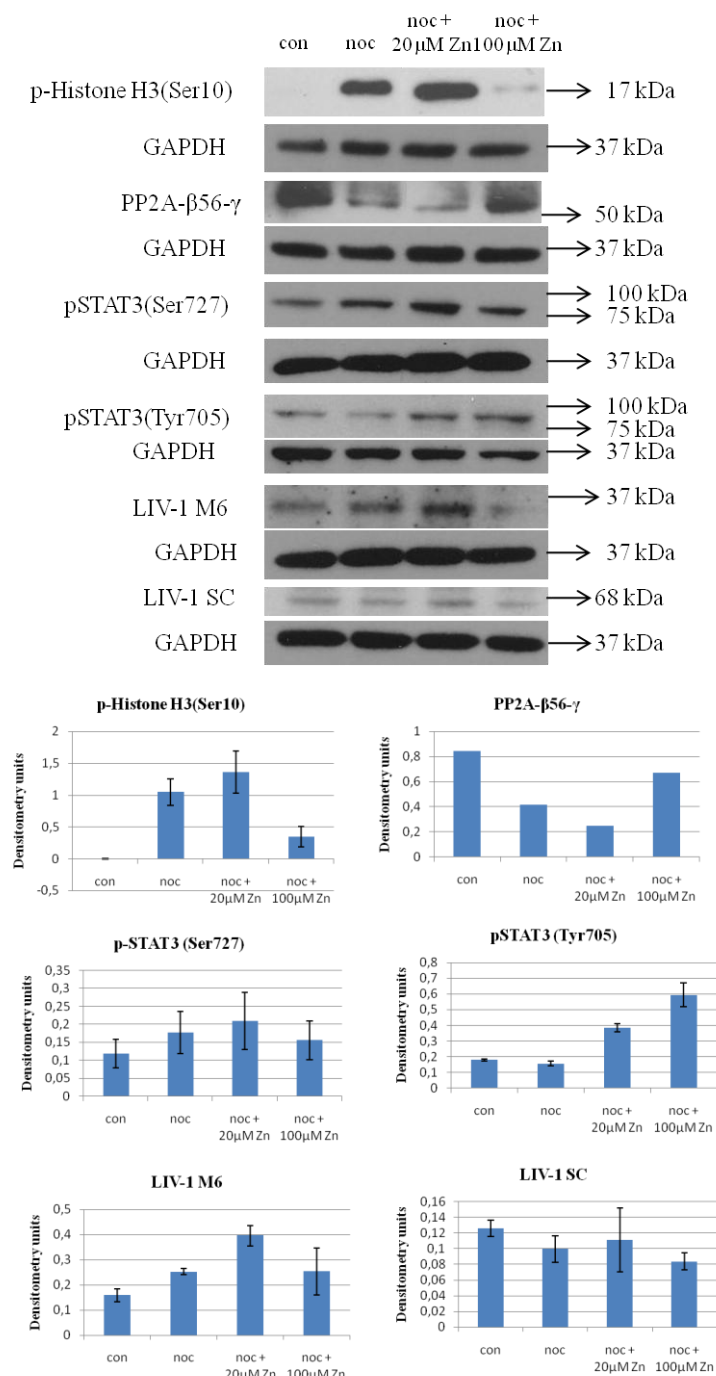 con noc noc + 20 µM Zn noc + 100 µM Zn
p-Histone H3(Ser10) 17 kDa
GAPDH 37 kDa
PP2A-β56-γ 50 kDa
GAPDH 37 kDa
pSTAT3(Ser727) 100 kDa
75 kDa
GAPDH 37 kDa
pSTAT3(Tyr705) 100 kDa
75 kDa
GAPDH 37 kDa
LIV-1 M6 37 kDa
GAPDH 37 kDa
LIV-1 SC 68 kDa
GAPDH 37 kDa
p-Histone H3(Ser10)
Densitometry units
2
1,5
1
0,5
0
-0,5
con noc noc + 20µM Zn noc + 100µM Zn
PP2A-β56-γ
Densitometry units
1
0,8
0,6
0,4
0,2
0
con noc noc + 20µM Zn noc + 100µM Zn
p-STAT3 (Ser727)
Densitometry units
0,35
0,3
0,25
0,2
0,15
0,1
0,05
0
con noc noc + 20µM Zn noc + 100µM Zn
pSTAT3 (Tyr705)
Densitometry units
0,8
0,7
0,6
0,5
0,4
0,3
0,2
0,1
0
con noc noc + 20µM Zn noc + 100µM Zn
LIV-1 M6
Densitometry units
0,5
0,4
0,3
0,2
0,1
0
con noc noc + 20µM Zn noc + 100µM Zn
LIV-1 SC
Densitometry units
0,16
0,14
0,12
0,1
0,08
0,06
0,04
0,02
0
con noc noc + 20µM Zn noc + 100µM Zn